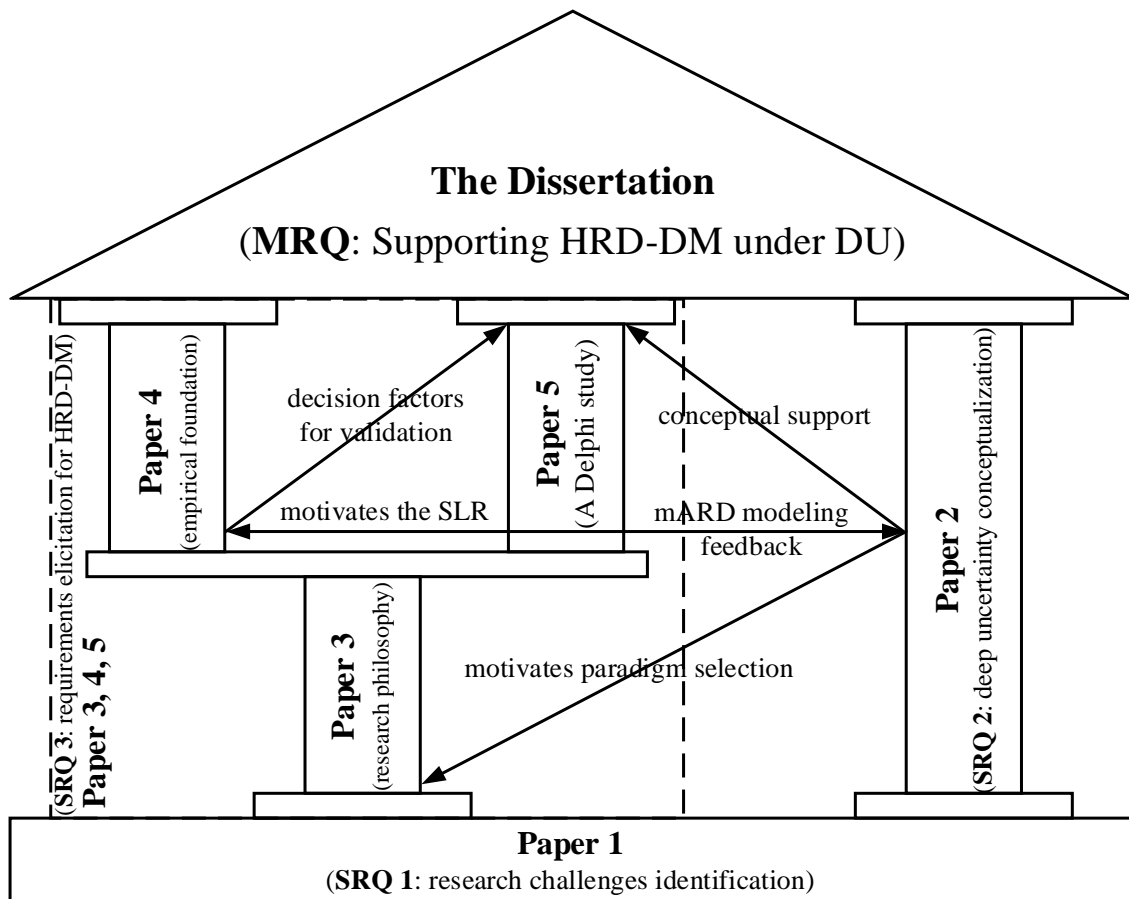 The Dissertation
(MRQ: Supporting HRD-DM under DU)
(SRQ 3: requirements elicitation for HRD-DM)
Paper 3, 4, 5
Paper 4
(empirical foundation)
decision factors
for validation
Paper 5
(A Delphi study)
conceptual support
motivates the SLR
mARD modeling
feedback
Paper 2
(SRQ 2: deep uncertainty conceptualization)
Paper 3
(research philosophy)
motivates paradigm selection
Paper 1
(SRQ 1: research challenges identification)